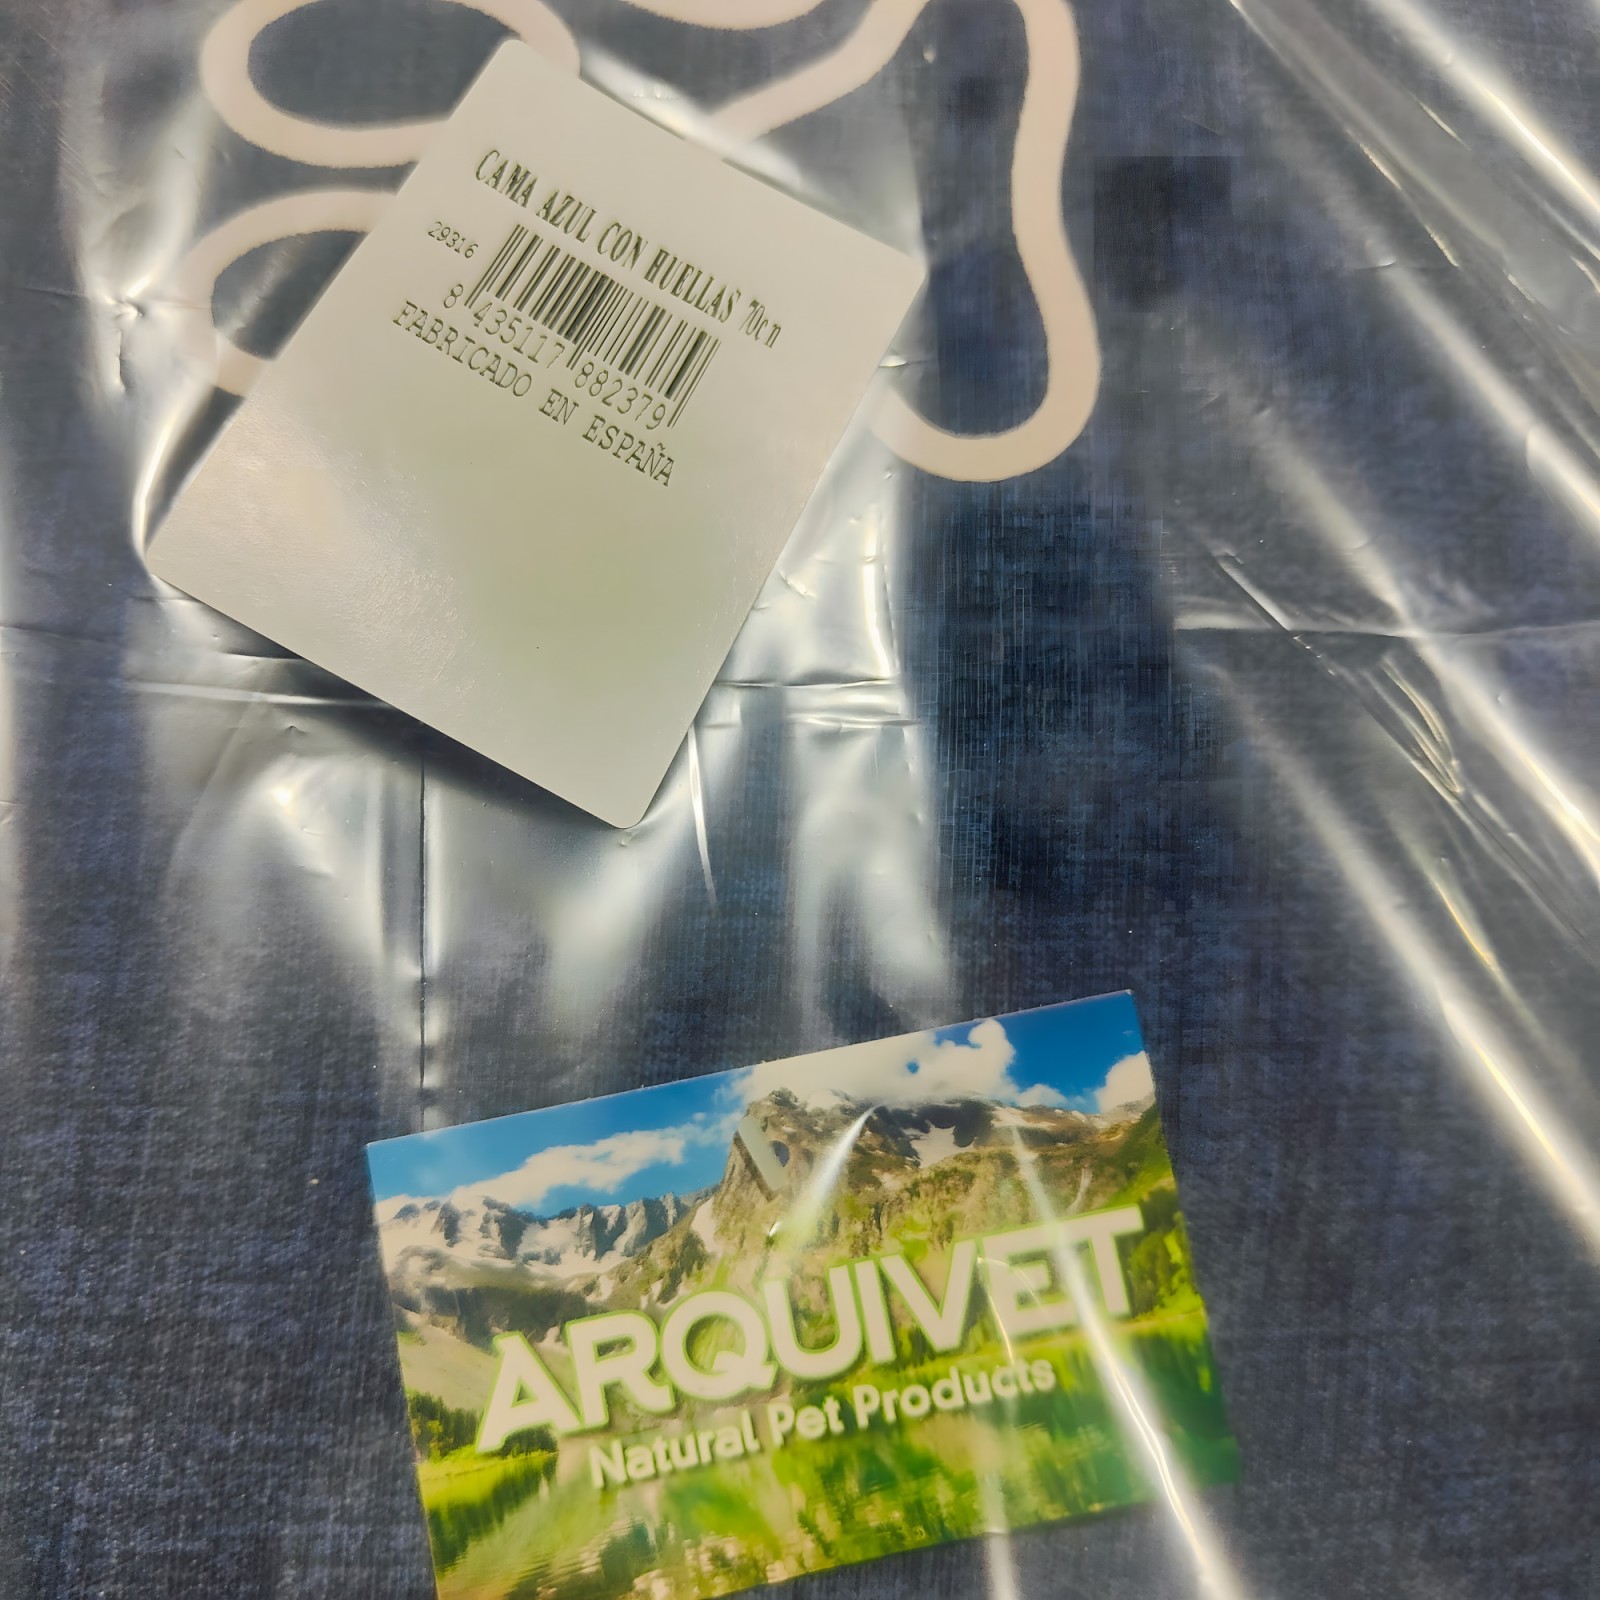 CAMA AZUL CON HUELLAS 70cm
29316
8 435117 882379
FABRICADO EN ESPAÑA
ARQUIVET
Natural Pet Products